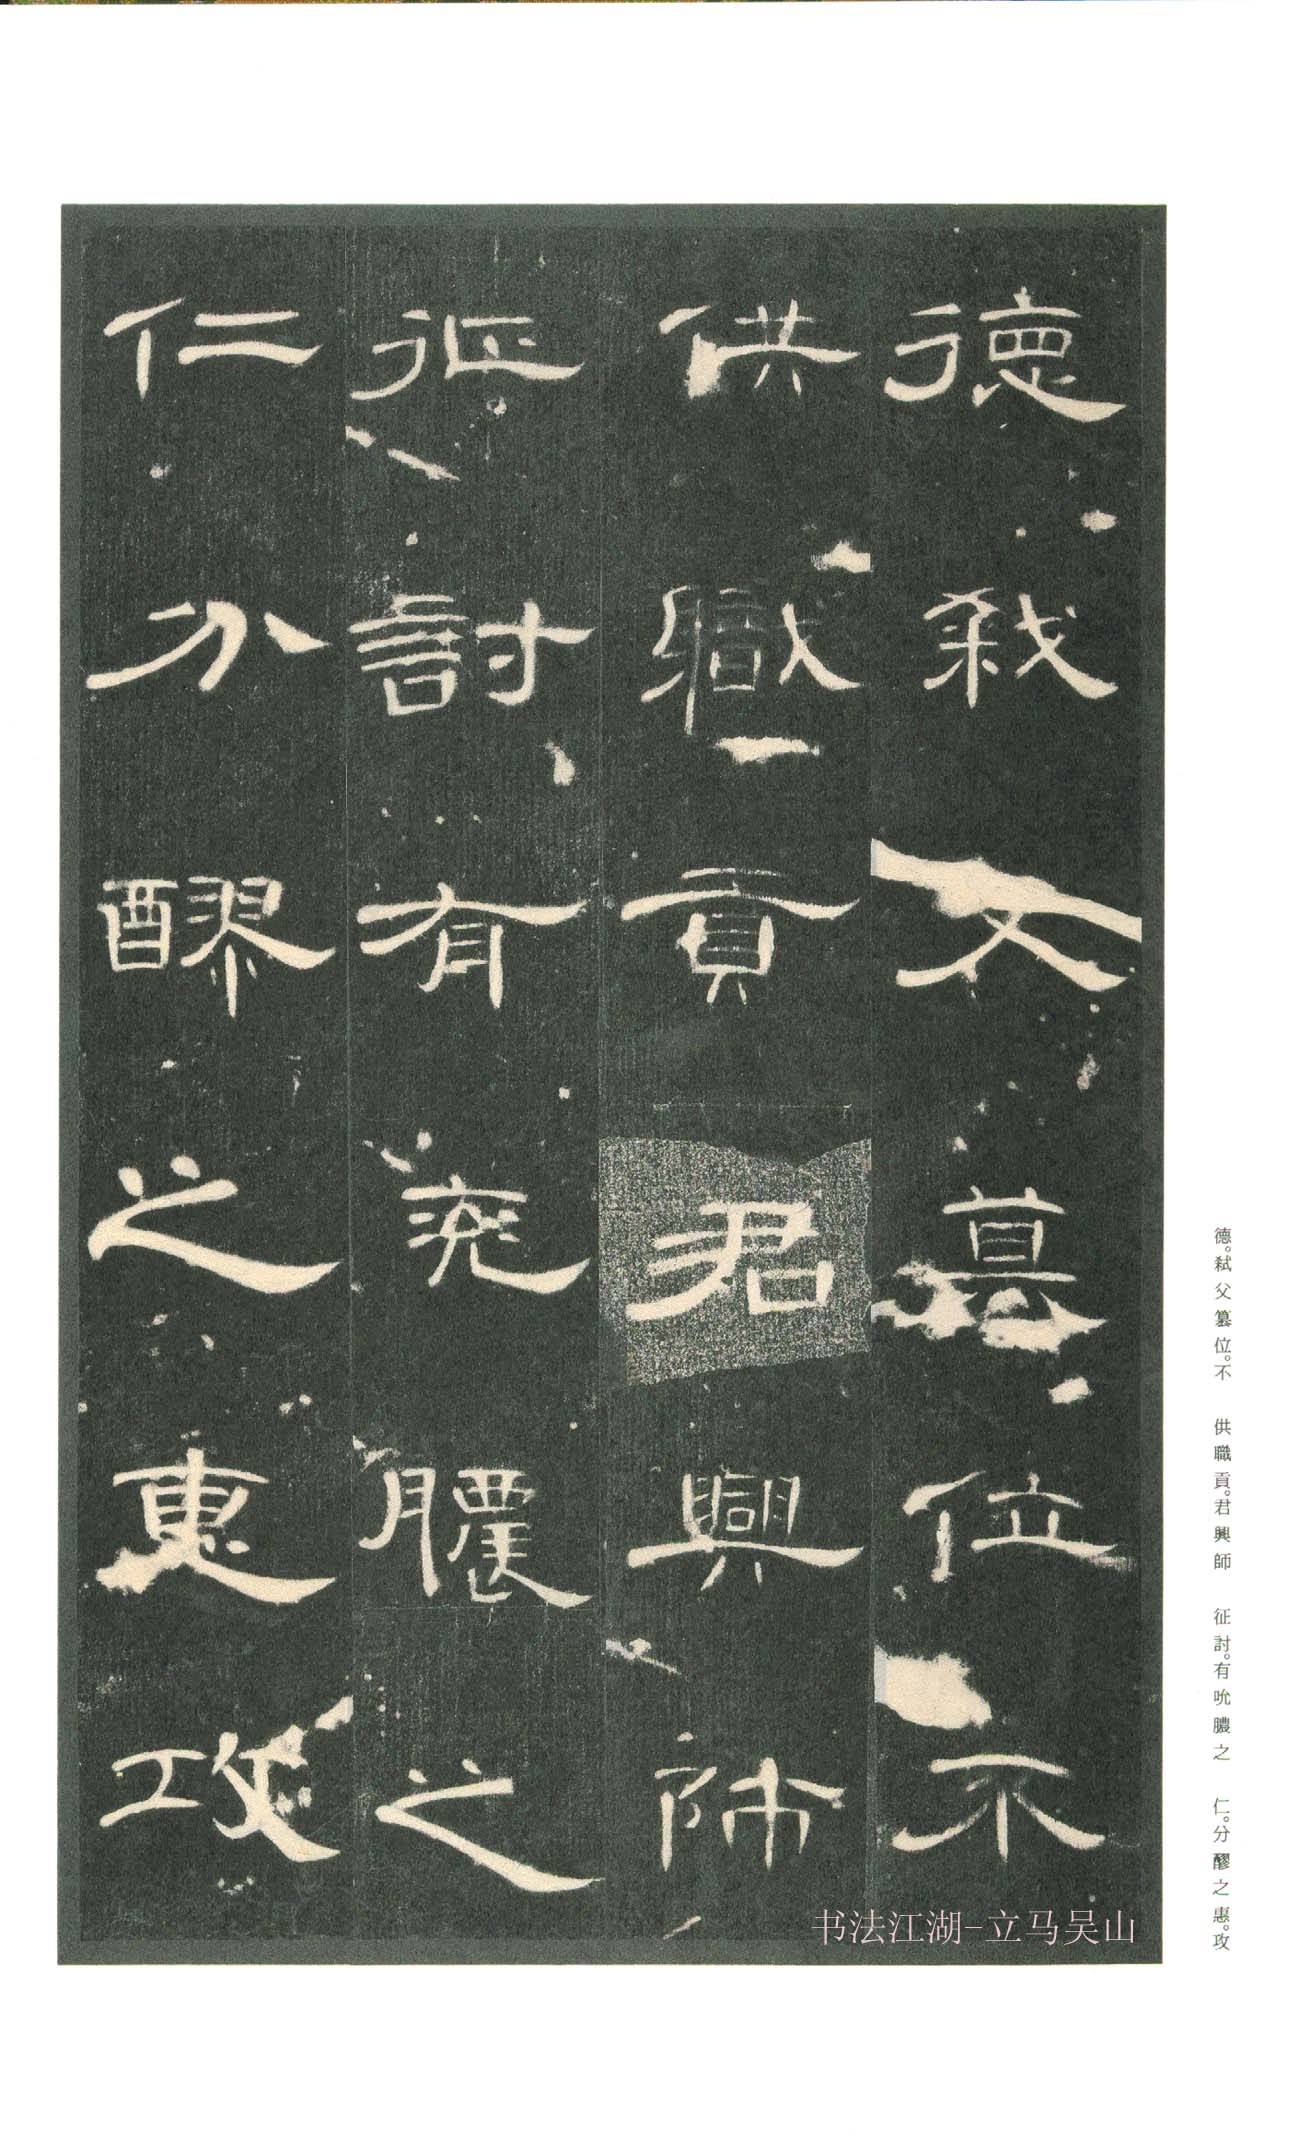 德弑父篡位不
供職貢君興師
征討有兖膿之
仁分醪之惠攻
德。弑父篡位。不 供職貢。君興師 征討。有吮膿之 仁。分醪之惠。攻
书法江湖-立马吴山